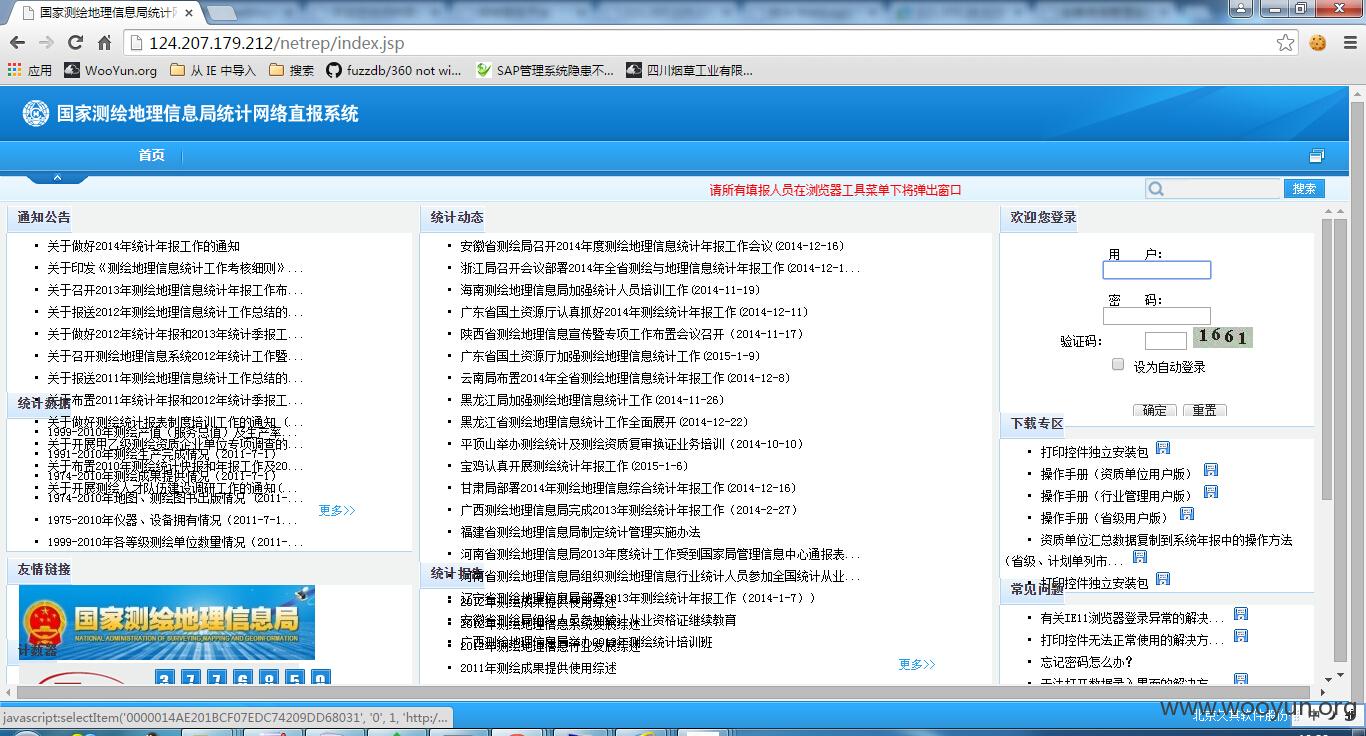 国家测绘地理信息局统计
124.207.179.212/netrep/index.jsp
应用 WooYun.org 从 IE 中导入 搜索 fuzzdb/360 not wi... SAP管理系统隐患不... 四川烟草工业有限...
国家测绘地理信息局统计网络直报系统
首页
请所有填报人员在浏览器工具菜单下将弹出窗口
搜索
通知公告
关于做好2014年统计年报工作的通知
关于印发《测绘地理信息统计工作考核细则》...
关于召开2013年测绘地理信息统计年报工作布...
关于报送2012年测绘地理信息统计工作总结的...
关于做好2012年统计年报和2013年统计季报工...
关于召开测绘地理信息系统2012年统计工作暨...
关于报送2011年测绘地理信息统计工作总结的...
关于布置2011年统计年报和2012年统计季报工...
统计数据
关于做好测绘统计报表制度培训工作的通知（...
1999-2010年测绘产值（服务总值）及生产率...
关于开展甲乙级测绘资质企业单位专项调查的...
1991-2010年测绘生产完成情况（2011-7-1）
关于布置2010年测绘统计快报和年报工作及20...
1974-2010年测绘成果提供情况（2011-7-1）
关于开展测绘人才队伍建设调研工作的通知(...
1974-2010年地图、测绘图书出版情况（2011-...
1975-2010年仪器、设备拥有情况（2011-7-1...
1999-2010年各等级测绘单位数量情况（2011-...
更多>>
友情链接
国家测绘地理信息局
NATIONAL ADMINISTRATION OF SURVEYING,MAPPING AND GEOINFORMATION
计数器
3 7 7 6 8 5 0
统计动态
安徽省测绘局召开2014年度测绘地理信息统计年报工作会议(2014-12-16)
浙江局召开会议部署2014年全省测绘与地理信息统计年报工作(2014-12-1...
海南测绘地理信息局加强统计人员培训工作(2014-11-19)
广东省国土资源厅认真抓好2014年测绘统计年报工作(2014-12-11)
陕西省测绘地理信息宣传暨专项工作布置会议召开（2014-11-17)
广东省国土资源厅加强测绘地理信息统计工作(2015-1-9)
云南局布置2014年全省测绘地理信息统计年报工作(2014-12-8)
黑龙江局加强测绘统计工作(2014-11-26)
黑龙江省测绘地理信息统计工作全面展开(2014-12-22)
平顶山举办测绘统计及测绘资质复审换证业务培训（2014-10-10)
宝鸡认真开展测绘统计年报工作(2015-1-6)
甘肃局部署2014年测绘地理信息综合统计年报工作(2014-12-16)
广西测绘地理信息局完成2013年测绘统计年报工作（2014-2-27)
福建省测绘地理信息局制定统计管理实施办法
河南省测绘地理信息局2013年度统计工作受到国家局管理信息中心通报表...
统计报告
河南省测绘地理信息局组织测绘地理信息行业统计人员参加全国统计从业...
辽宁省测绘地理信息局部署2013年测绘统计年报工作（2014-1-7））
2012年测绘成果提供使用综述
安徽省测绘局组织人员参加统计从业资格证继续教育
广西测绘地理信息局举办2013年测绘统计培训班
2011年测绘成果提供使用综述
更多>>
欢迎您登录
用 户:
密 码:
验证码: 1661
设为自动登录
确定 重置
下载专区
打印控件独立安装包
操作手册（资质单位用户版）
操作手册（行业管理用户版）
操作手册（省级用户版）
资质单位汇总数据复制到系统年报中的操作方法（省级、计划单列市...
打印控件独立安装包
常见问题
有关IE11浏览器登录异常的解决...
打印控件无法正常使用的解决方...
忘记密码怎么办？
无法打开数据录入界面的解决方...
javascript:selectItem('0000014AE201BCF07EDC74209DD68031', '0', 1, 'http:/...
www.wooyun.org